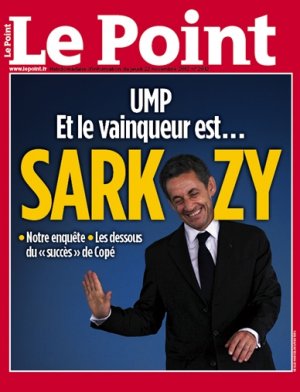 Le Point
Le Point
www.lepoint.fr
UMP
Et le vainqueur est...
SARK ZY
• Notre enquête • Les dessous
du « succès » de Copé